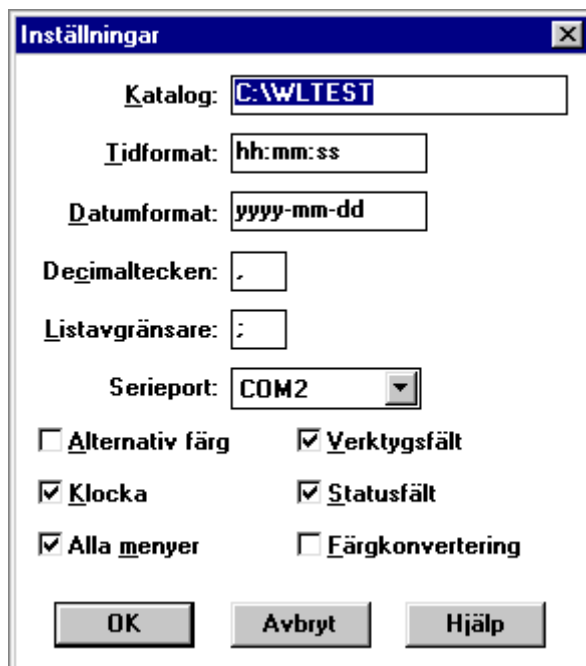 Inställningar
Katalog: C:\WLTEST
Tidformat: hh:mm:ss
Datumformat: yyyy-mm-dd
Decimaltecken: ,
Listavgränsare: ;
Serieport: COM2
Alternativ färg Verktygsfält
Klocka Statusfält
Alla menyer Färgkonvertering
OK Avbryt Hjälp